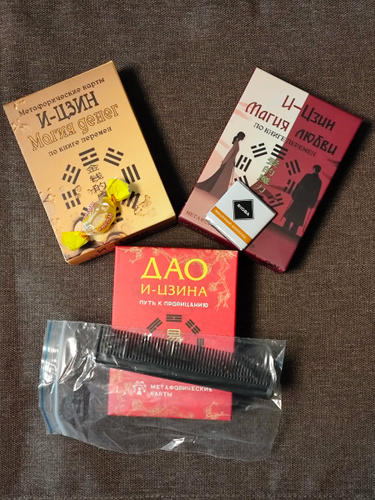 Метафорические карты
И-ЦЗИН
Магия денег
по книге перемен
И-Цзин
Магия любви
ПО КНИГЕ ПЕРЕМЕН
ДАО
И-ЦЗИНА
ПУТЬ К ПРОРИЦАНИЮ
МЕТАФОРИЧЕСКИЕ
КАРТЫ